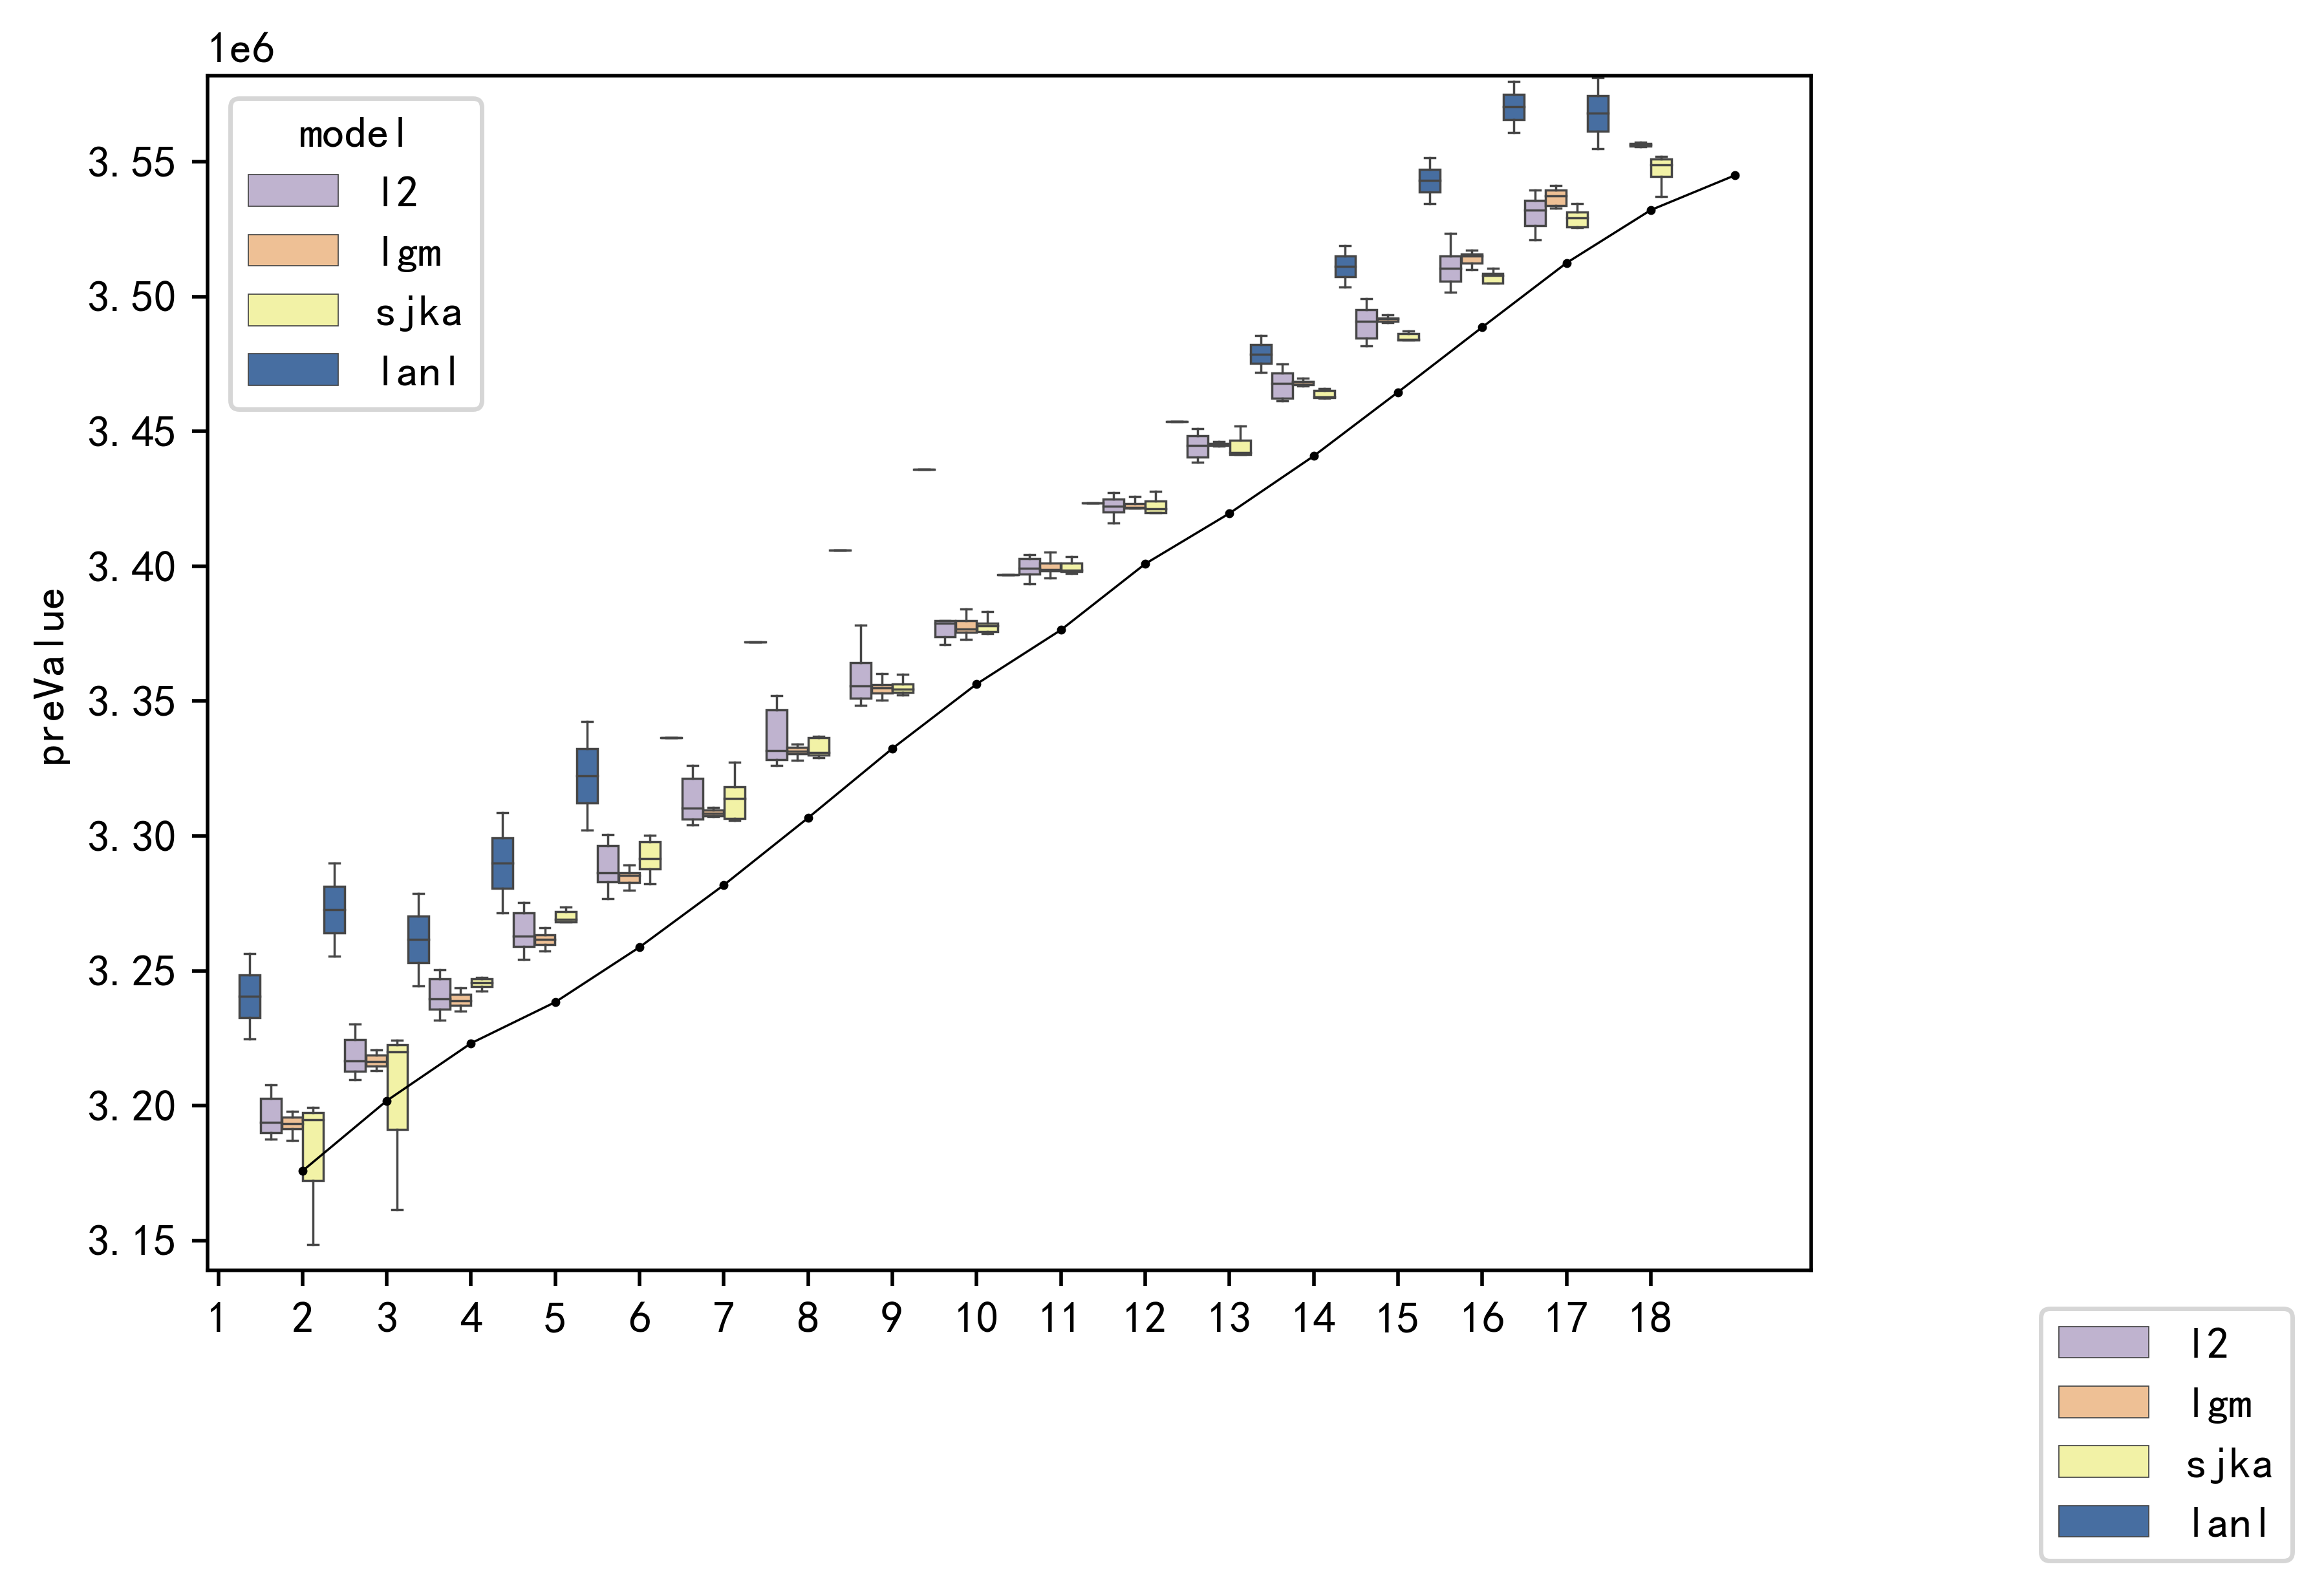 1e6
model
l2
lgm
sjka
lanl
3.55
3.50
3.45
3.40
3.35
3.30
3.25
3.20
3.15
preValue
1 2 3 4 5 6 7 8 9 10 11 12 13 14 15 16 17 18
l2
lgm
sjka
lanl